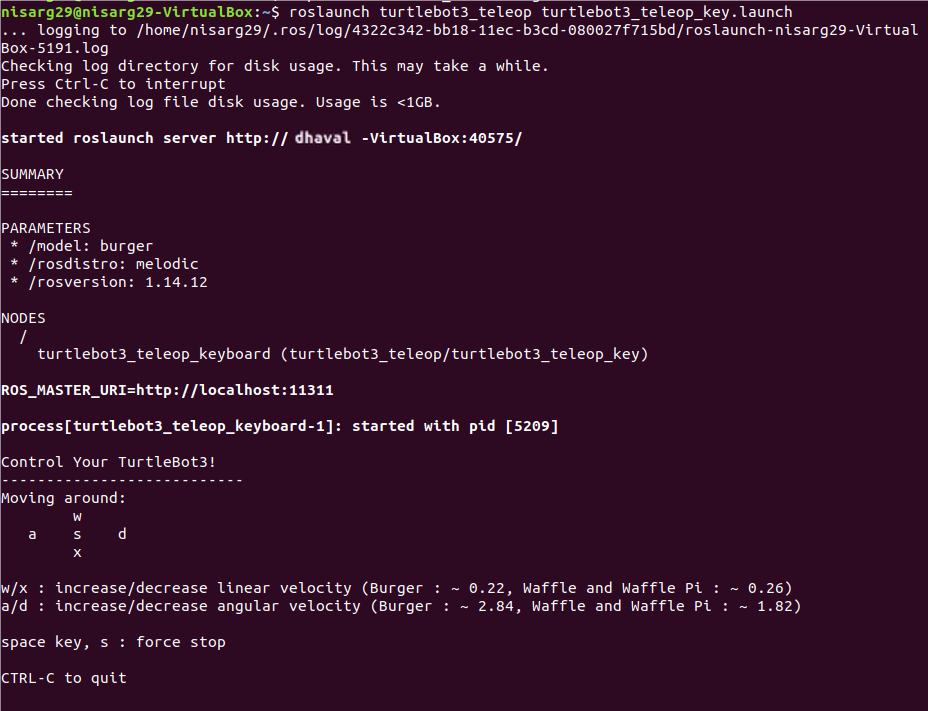 nisarg29@nisarg29-VirtualBox:~$ roslaunch turtlebot3_teleop turtlebot3_teleop_key.launch
... logging to /home/nisarg29/.ros/log/4322c342-bb18-11ec-b3cd-080027f715bd/roslaunch-nisarg29-Virtual
Box-5191.log
Checking log directory for disk usage. This may take a while.
Press Ctrl-C to interrupt
Done checking log file disk usage. Usage is <1GB.
started roslaunch server http:// dhaval -VirtualBox:40575/
SUMMARY
========
PARAMETERS
 * /model: burger
 * /rosdistro: melodic
 * /rosversion: 1.14.12
NODES
  /
    turtlebot3_teleop_keyboard (turtlebot3_teleop/turtlebot3_teleop_key)
ROS_MASTER_URI=http://localhost:11311
process[turtlebot3_teleop_keyboard-1]: started with pid [5209]
Control Your TurtleBot3!
---------------------------
Moving around:
        w
   a    s    d
        x
w/x : increase/decrease linear velocity (Burger : ~ 0.22, Waffle and Waffle Pi : ~ 0.26)
a/d : increase/decrease angular velocity (Burger : ~ 2.84, Waffle and Waffle Pi : ~ 1.82)
space key, s : force stop
CTRL-C to quit